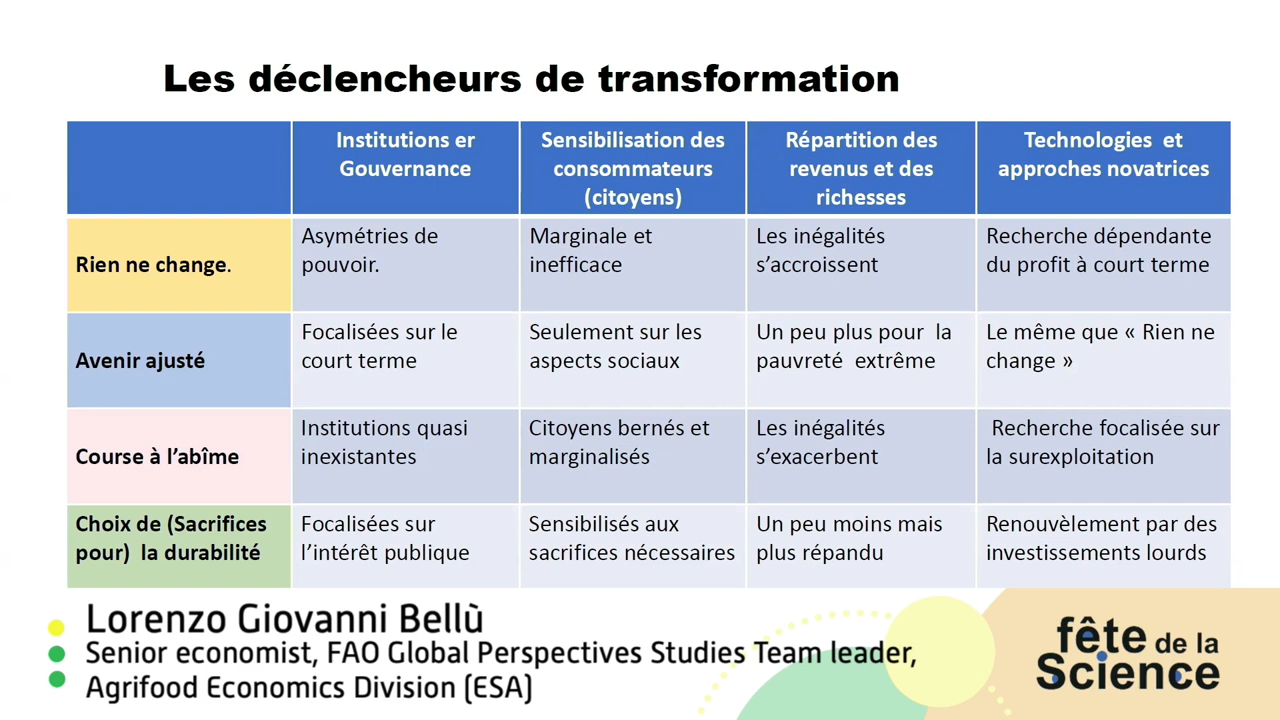 Les déclencheurs de transformation
Institutions er
Gouvernance
Sensibilisation des
consommateurs
(citoyens)
Répartition des
revenus et des
richesses
Technologies et
approches novatrices
Rien ne change.
Asymétries de
pouvoir.
Marginale et
inefficace
Les inégalités
s’accroissent
Recherche dépendante
du profit à court terme
Avenir ajusté
Focalisées sur le
court terme
Seulement sur les
aspects sociaux
Un peu plus pour la
pauvreté extrême
Le même que « Rien ne
change »
Course à l’abîme
Institutions quasi
inexistantes
Citoyens bernés et
marginalisés
Les inégalités
s’exacerbent
Recherche focalisée sur
la surexploitation
Choix de (Sacrifices
pour) la durabilité
Focalisées sur
l’intérêt publique
Sensibilisés aux
sacrifices nécessaires
Un peu moins mais
plus répandu
Renouvèlement par des
investissements lourds
Lorenzo Giovanni Bellù
Senior economist, FAO Global Perspectives Studies Team leader,
Agrifood Economics Division (ESA)
fête de la
Science